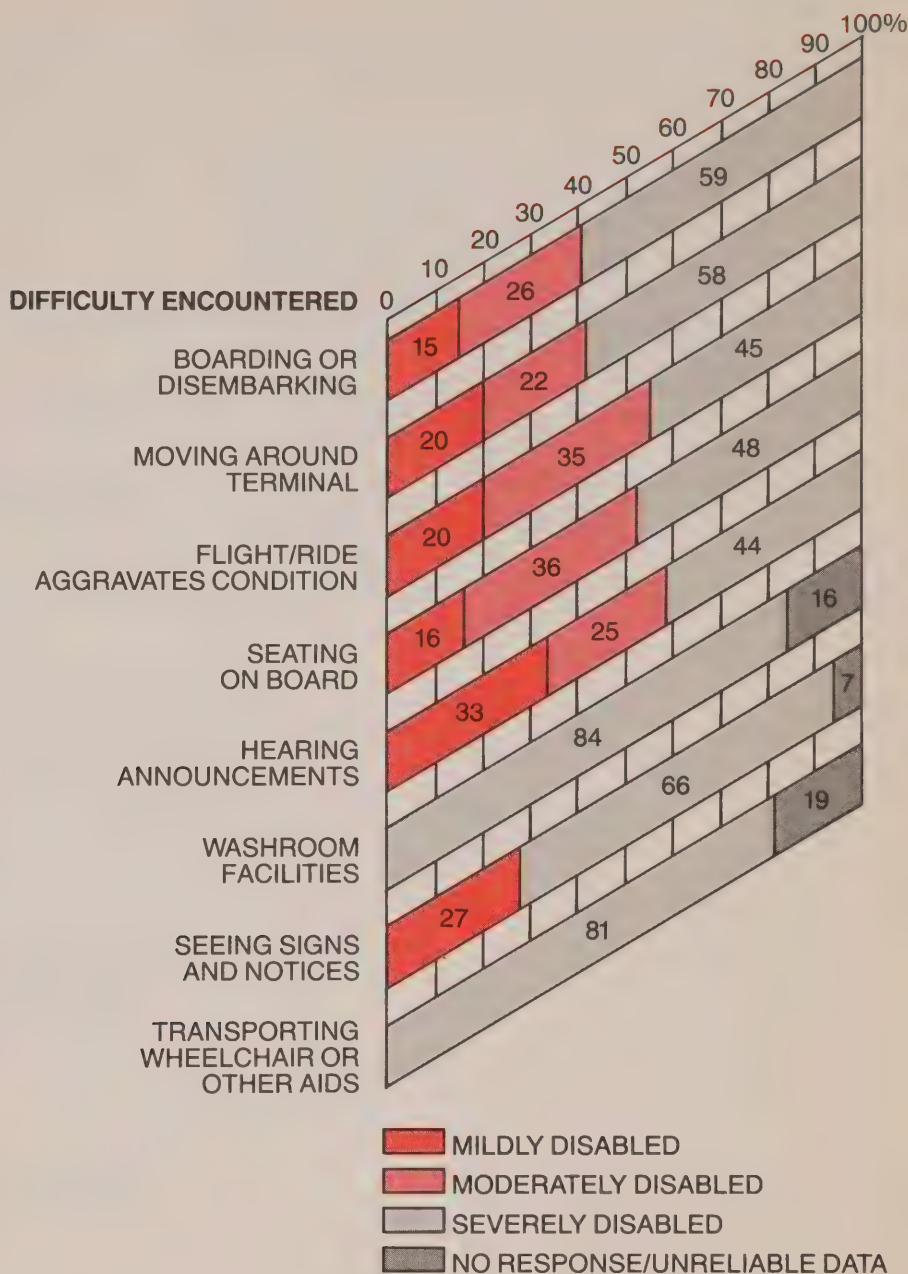 0 10 20 30 40 50 60 70 80 90 100%
DIFFICULTY ENCOUNTERED
BOARDING OR
DISEMBARKING
15 26 59
MOVING AROUND
TERMINAL
20 22 58
FLIGHT/RIDE
AGGRAVATES CONDITION
20 35 45
SEATING
ON BOARD
16 36 48
HEARING
ANNOUNCEMENTS
33 25 44
WASHROOM
FACILITIES
84 16
SEEING SIGNS
AND NOTICES
27 66 7
TRANSPORTING
WHEELCHAIR OR
OTHER AIDS
81 19
MILDLY DISABLED
MODERATELY DISABLED
SEVERELY DISABLED
NO RESPONSE/UNRELIABLE DATA